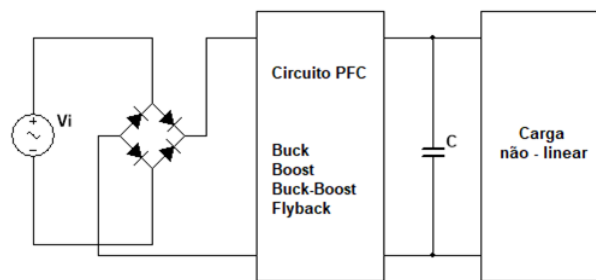 Vi
Circuito PFC
Buck
Boost
Buck-Boost
Flyback
C
Carga
não - linear